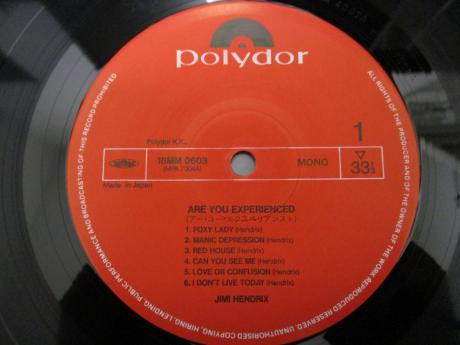 polydor
Polydor K.K.
18MM 0603
(MPA 7004A)
Made in Japan
MONO
1
33⅓
ARE YOU EXPERIENCED
(アー・ユー・エクスペリアンスト)
1. FOXY LADY (Hendrix)
2. MANIC DEPRESSION (Hendrix)
3. RED HOUSE (Hendrix)
4. CAN YOU SEE ME (Hendrix)
5. LOVE OR CONFUSION (Hendrix)
6. I DON'T LIVE TODAY (Hendrix)
JIMI HENDRIX
ALL RIGHTS OF THE PRODUCER AND OF THE OWNER OF THE WORK REPRODUCED RESERVED. UNAUTHORISED COPYING, HIRING, LENDING, PUBLIC PERFORMANCE AND BROADCASTING OF THIS RECORD PROHIBITED